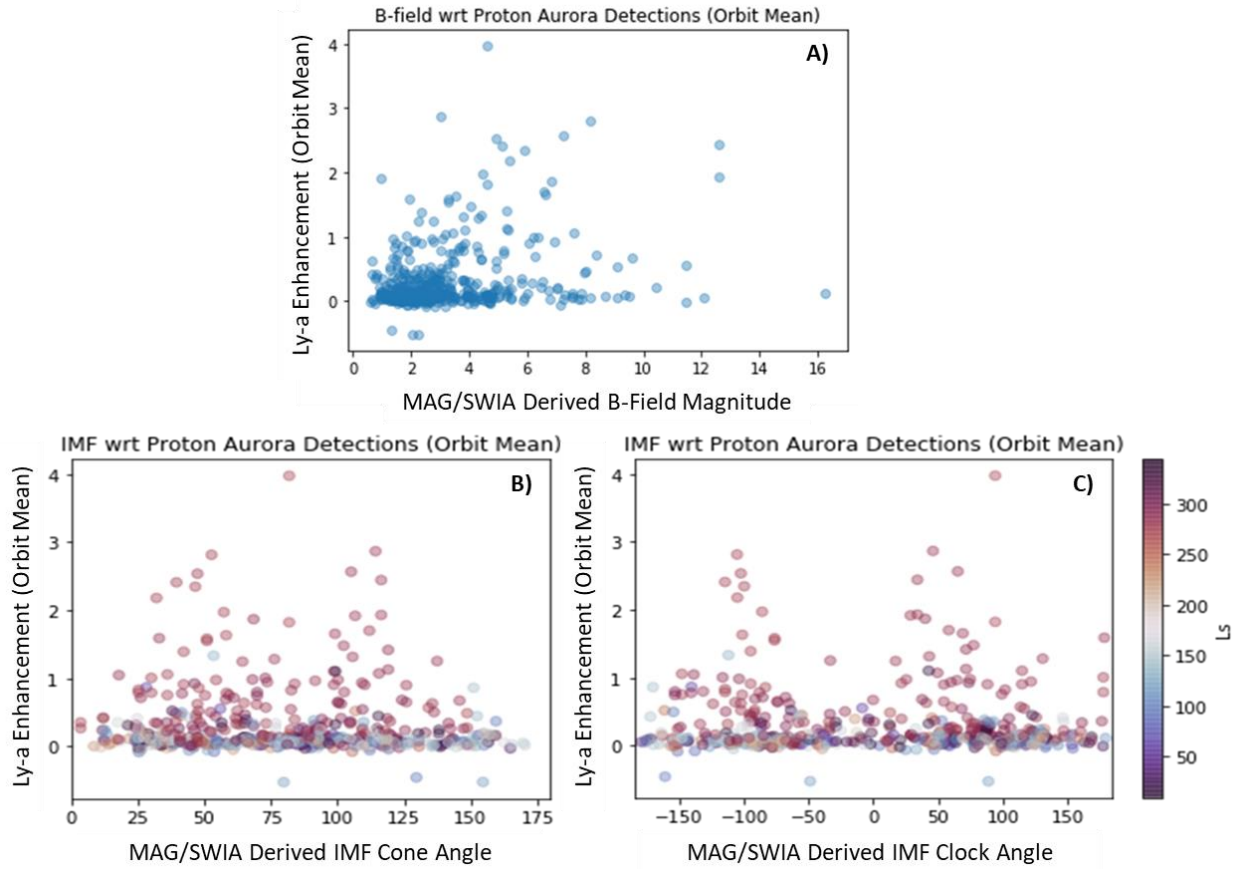 B-field wrt Proton Aurora Detections (Orbit Mean)
A)
Ly-a Enhancement (Orbit Mean)
4
3
2
1
0
0 2 4 6 8 10 12 14 16
MAG/SWIA Derived B-Field Magnitude
IMF wrt Proton Aurora Detections (Orbit Mean)
B)
Ly-a Enhancement (Orbit Mean)
4
3
2
1
0
0 25 50 75 100 125 150 175
MAG/SWIA Derived IMF Cone Angle
IMF wrt Proton Aurora Detections (Orbit Mean)
C)
Ly-a Enhancement (Orbit Mean)
4
3
2
1
0
−150 −100 −50 0 50 100 150
MAG/SWIA Derived IMF Clock Angle
300
250
200
150
100
50
Ls